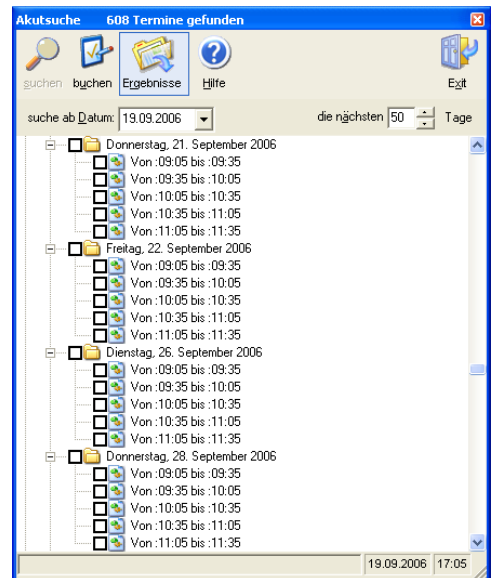 Akutsuche 608 Termine gefunden
suchen buchen Ergebnisse Hilfe Exit
suche ab Datum: 19.09.2006 die nächsten 50 Tage
Donnerstag, 21. September 2006
Von :09:05 bis :09:35
Von :09:35 bis :10:05
Von :10:05 bis :10:35
Von :10:35 bis :11:05
Von :11:05 bis :11:35
Freitag, 22. September 2006
Von :09:05 bis :09:35
Von :09:35 bis :10:05
Von :10:05 bis :10:35
Von :10:35 bis :11:05
Von :11:05 bis :11:35
Dienstag, 26. September 2006
Von :09:05 bis :09:35
Von :09:35 bis :10:05
Von :10:05 bis :10:35
Von :10:35 bis :11:05
Von :11:05 bis :11:35
Donnerstag, 28. September 2006
Von :09:05 bis :09:35
Von :09:35 bis :10:05
Von :10:05 bis :10:35
Von :10:35 bis :11:05
Von :11:05 bis :11:35
19.09.2006 17:05